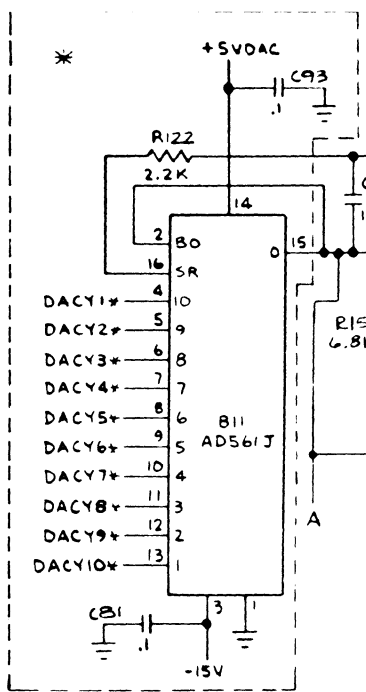 +5VDAC
*
C93
.1
R122
2.2K
14
2 BO
15
O
16 SR
DACY1* 4 10
DACY2* 5 9
DACY3* 6 8
DACY4* 7 7
R15
6.8
DACY5* 8 6
811
DACY6* 9 5
AD561J
DACY7* 10 4
DACY8* 11 3
A
DACY9* 12 2
DACY10* 13 1
C81
3
1
.1
-15V